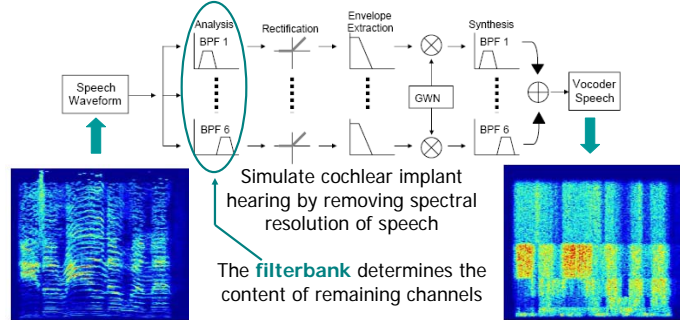 Analysis
Rectification
Envelope
Extraction
Synthesis
BPF 1
BPF 1
Speech
Waveform
GWN
Vocoder
Speech
BPF 6
BPF 6
Simulate cochlear implant
hearing by removing spectral
resolution of speech
The filterbank determines the
content of remaining channels